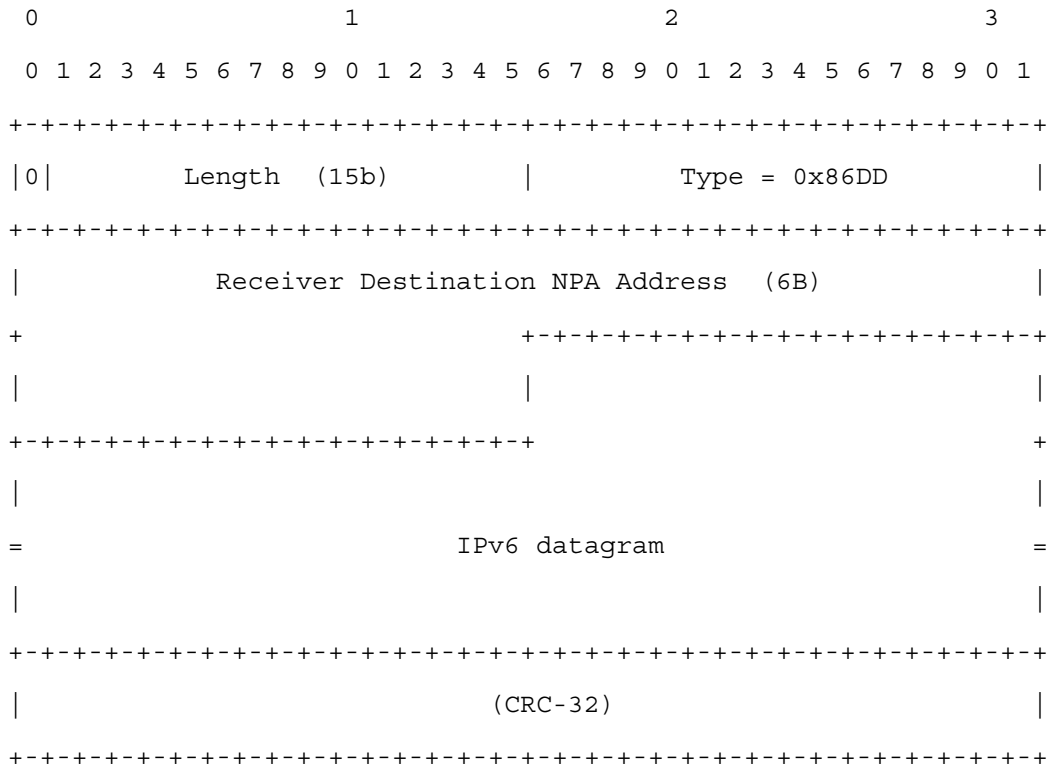 0                   1                   2                   3
0 1 2 3 4 5 6 7 8 9 0 1 2 3 4 5 6 7 8 9 0 1 2 3 4 5 6 7 8 9 0 1
+-+-+-+-+-+-+-+-+-+-+-+-+-+-+-+-+-+-+-+-+-+-+-+-+-+-+-+-+-+-+-+-+
|0|        Length  (15b)         |         Type = 0x86DD         |
+-+-+-+-+-+-+-+-+-+-+-+-+-+-+-+-+-+-+-+-+-+-+-+-+-+-+-+-+-+-+-+-+
|            Receiver Destination NPA Address  (6B)             |
+                               +-+-+-+-+-+-+-+-+-+-+-+-+-+-+-+-+
|                               |                               |
+-+-+-+-+-+-+-+-+-+-+-+-+-+-+-+-+                               +
|                                                               |
=                           IPv6 datagram                       =
|                                                               |
+-+-+-+-+-+-+-+-+-+-+-+-+-+-+-+-+-+-+-+-+-+-+-+-+-+-+-+-+-+-+-+-+
|                             (CRC-32)                          |
+-+-+-+-+-+-+-+-+-+-+-+-+-+-+-+-+-+-+-+-+-+-+-+-+-+-+-+-+-+-+-+-+